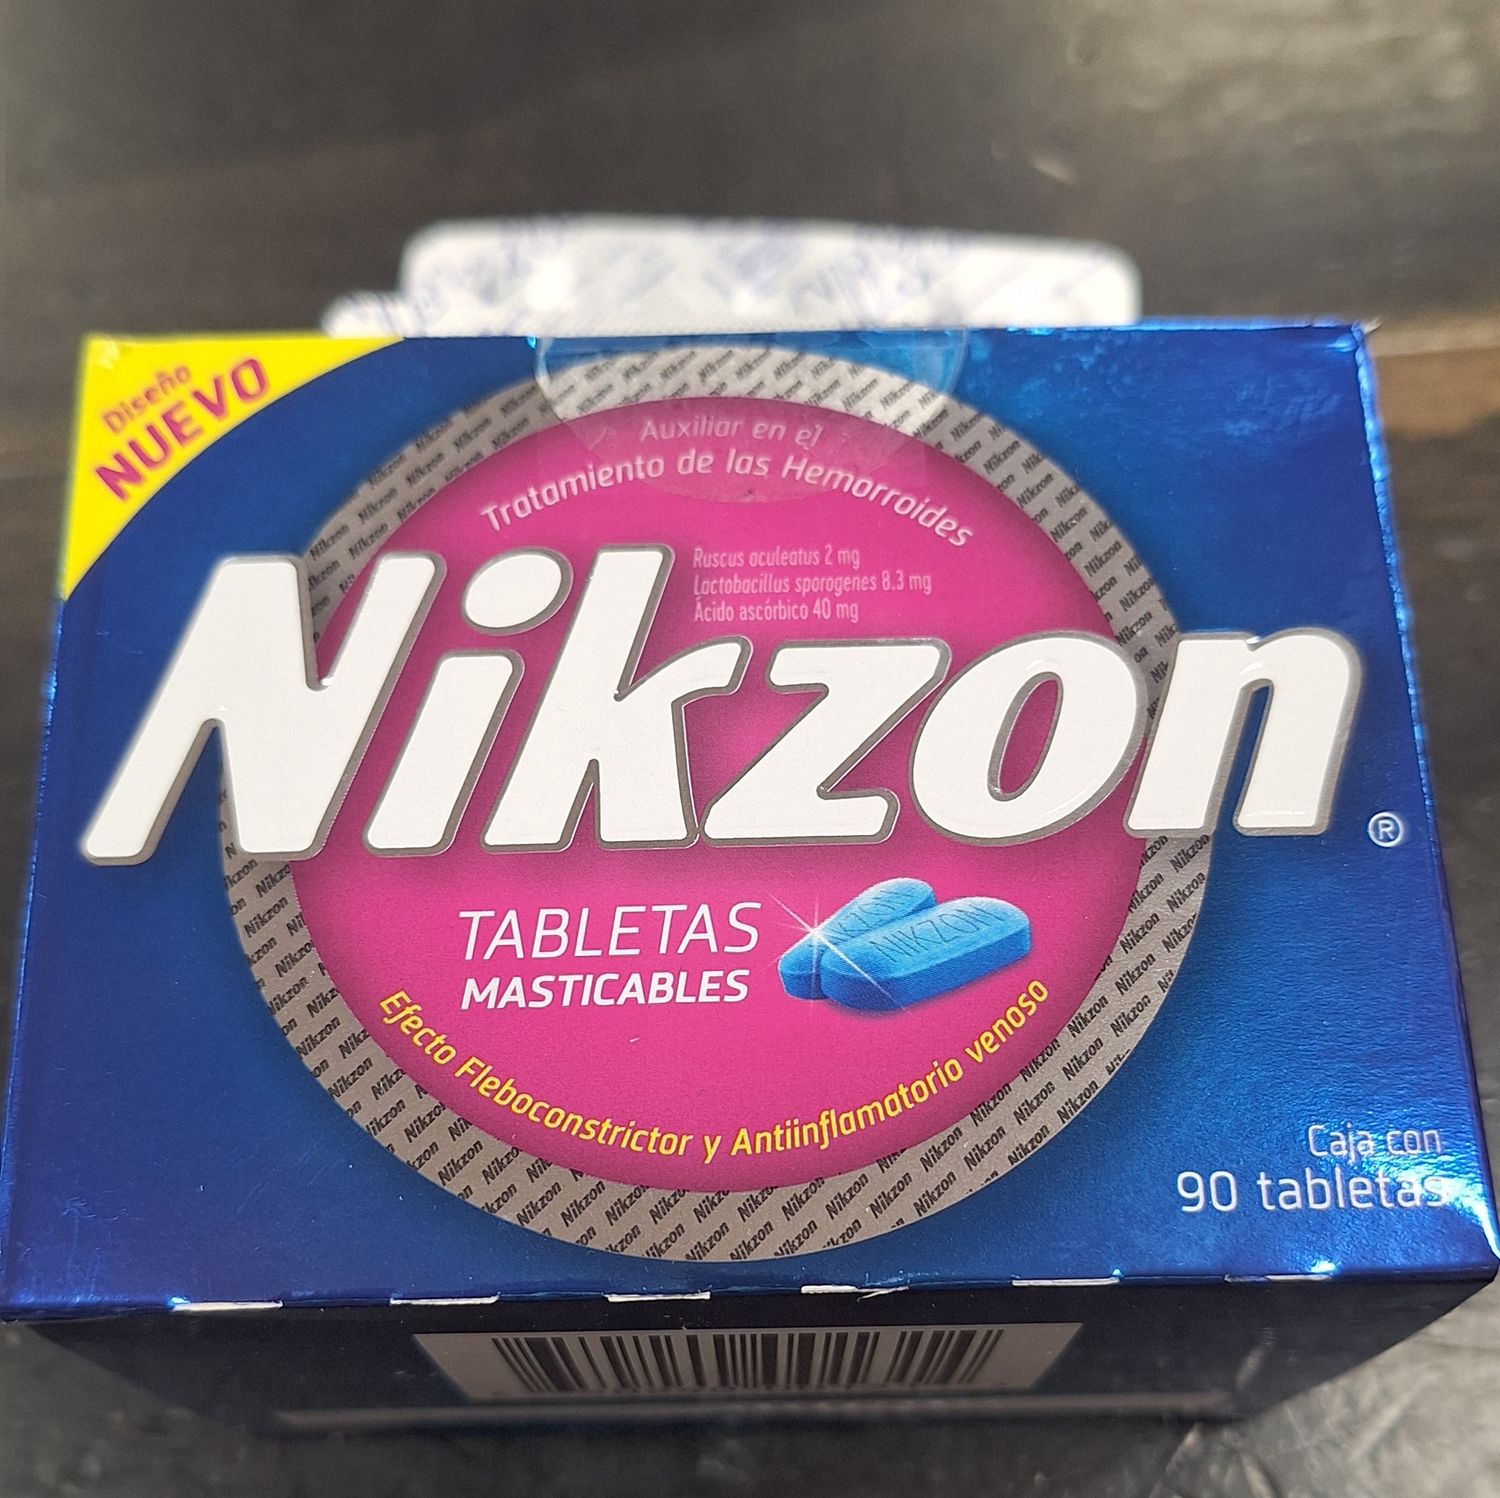 Diseño
NUEVO
Auxiliar en el
Tratamiento de las Hemorroides
Ruscus aculeatus 2 mg
Lactobacillus sporogenes 8.3 mg
Ácido ascórbico 40 mg
Nikzon®
TABLETAS
MASTICABLES
NIKZON
Efecto Fleboconstrictor y Antiinflamatorio venoso
Caja con
90 tabletas